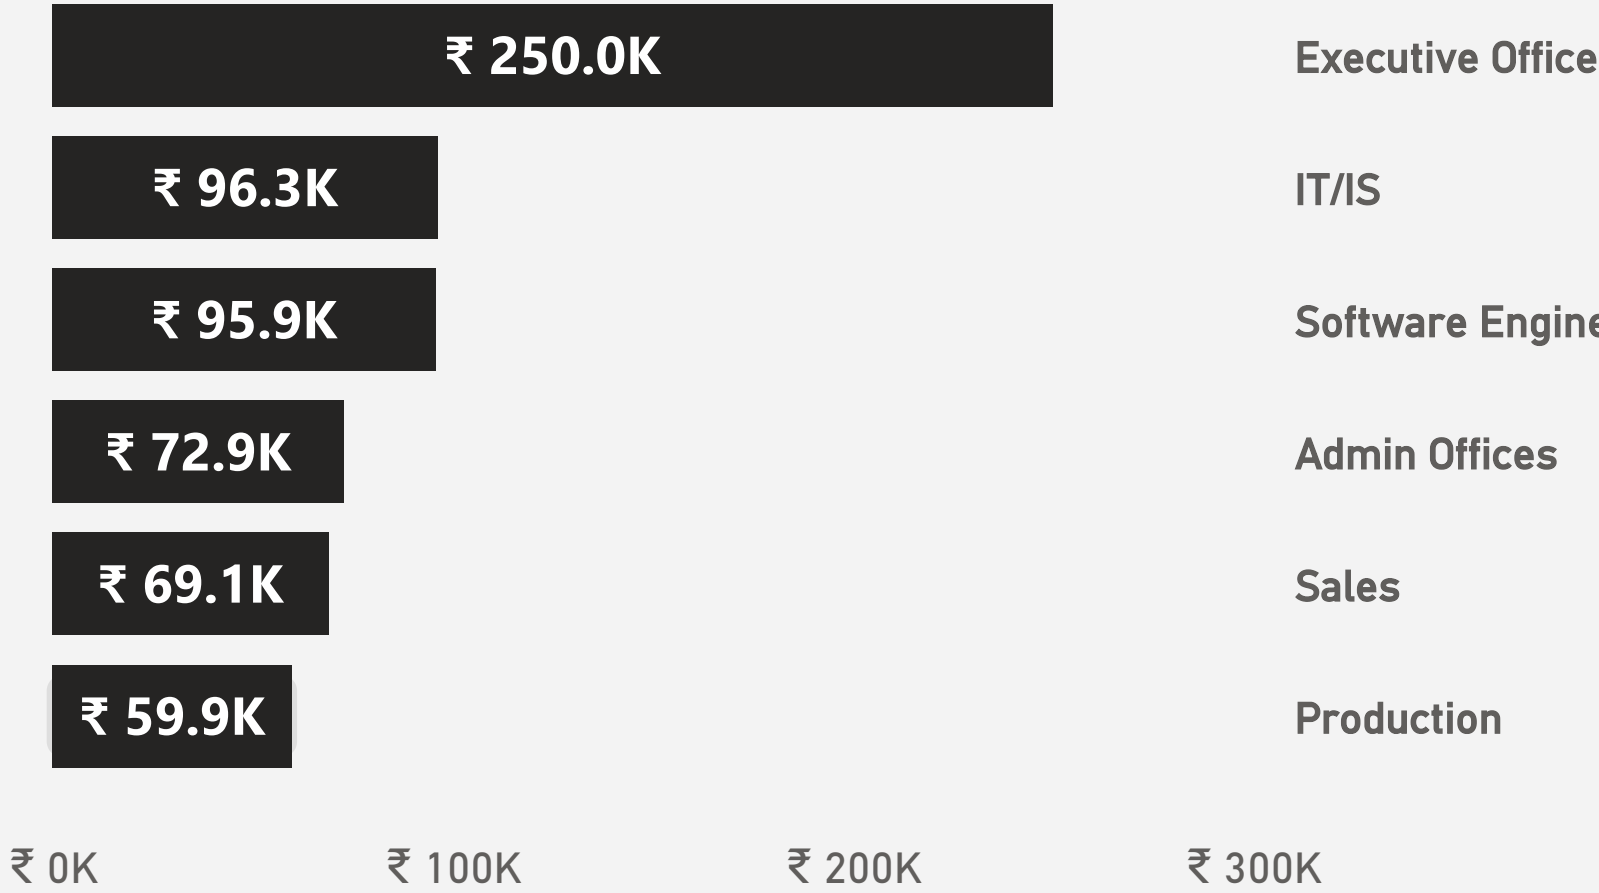 ₹ 250.0K Executive Office
₹ 96.3K IT/IS
₹ 95.9K Software Engine
₹ 72.9K Admin Offices
₹ 69.1K Sales
₹ 59.9K Production
₹ 0K ₹ 100K ₹ 200K ₹ 300K